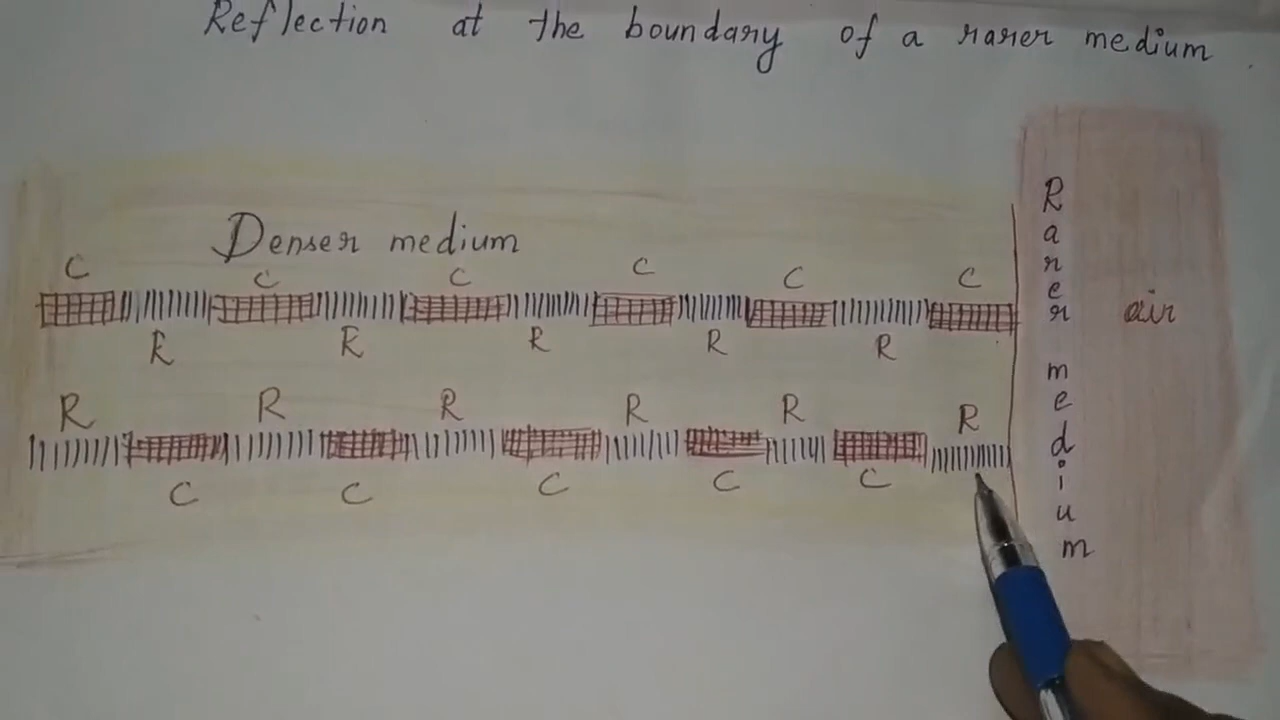 Reflection at the boundary of a rarer medium
Denser medium
C C C C C C
R R R R R
R R R R R R
C C C C C
Rarer medium
air